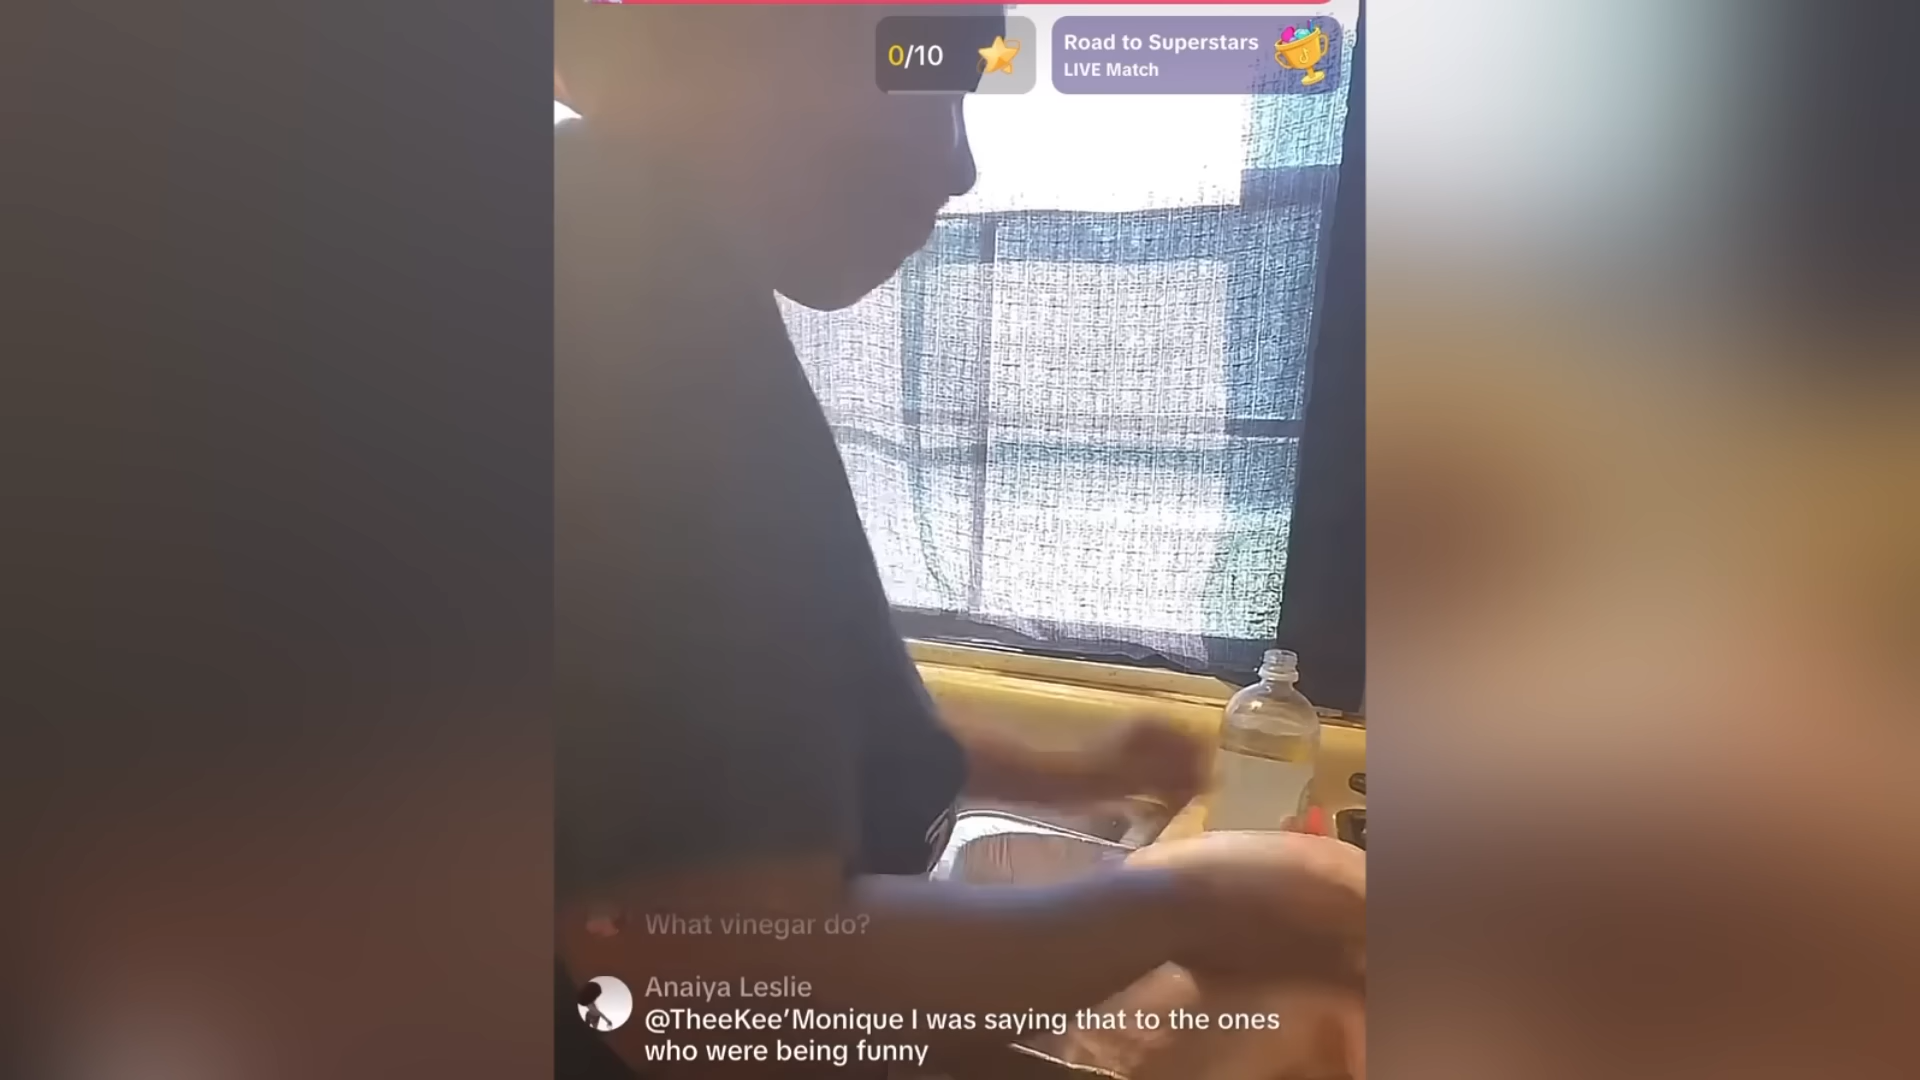 0/10
Road to Superstars
LIVE Match
What vinegar do?
Anaiya Leslie
@TheeKee’Monique I was saying that to the ones
who were being funny